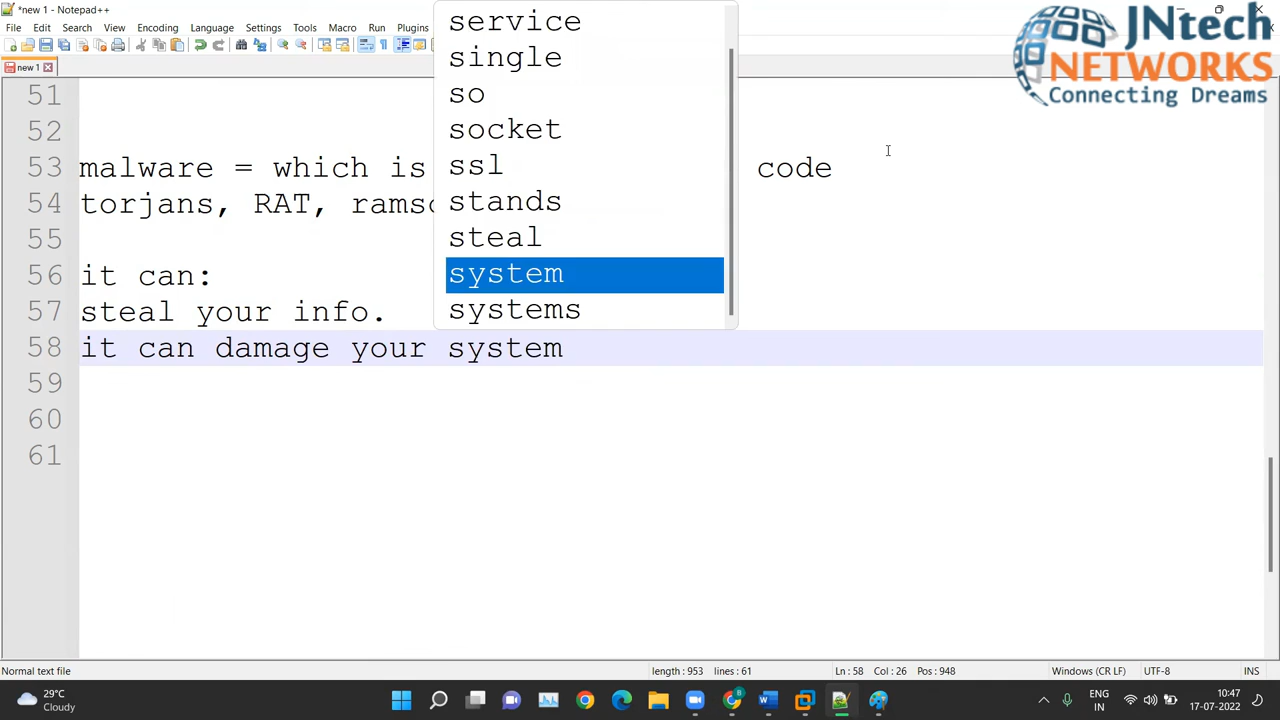 *new 1 - Notepad++
File Edit Search View Encoding Language Settings Tools Macro Run Plugins
new 1
JNtech
NETWORKS
Connecting Dreams
service
single
so
socket
ssl
stands
steal
system
systems
51
52
53 malware = which is code
54 torjans, RAT, ramso
55
56 it can:
57 steal your info.
58 it can damage your system
59
60
61
Normal text file length : 953 lines : 61 Ln : 58 Col : 26 Pos : 948 Windows (CR LF) UTF-8 INS
29°C
Cloudy
ENG
IN
10:47
17-07-2022